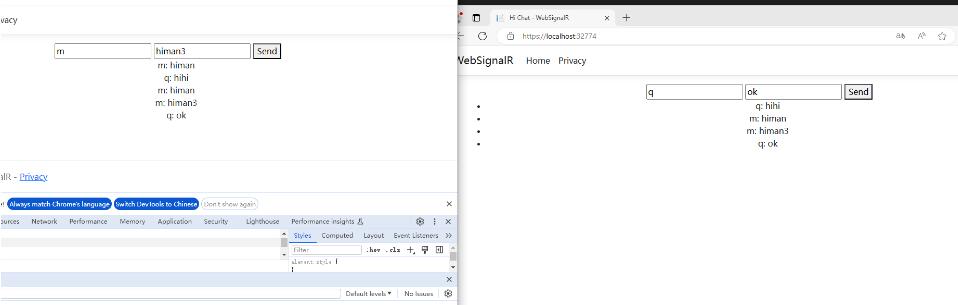 vacy
m himan3 Send
m: himan
q: hihi
m: himan
m: himan3
q: ok
alR - Privacy
Always match Chrome's language Switch DevTools to Chinese Don't show again
ources Network Performance Memory Application Security Lighthouse Performance insights
Styles Computed Layout Event Listeners
Filter :hov .cls
element.style {
}
Default levels No Issues
Hi Chat - WebSignalR
https://localhost:32774
WebSignalR Home Privacy
q ok Send
q: hihi
m: himan
m: himan3
q: ok